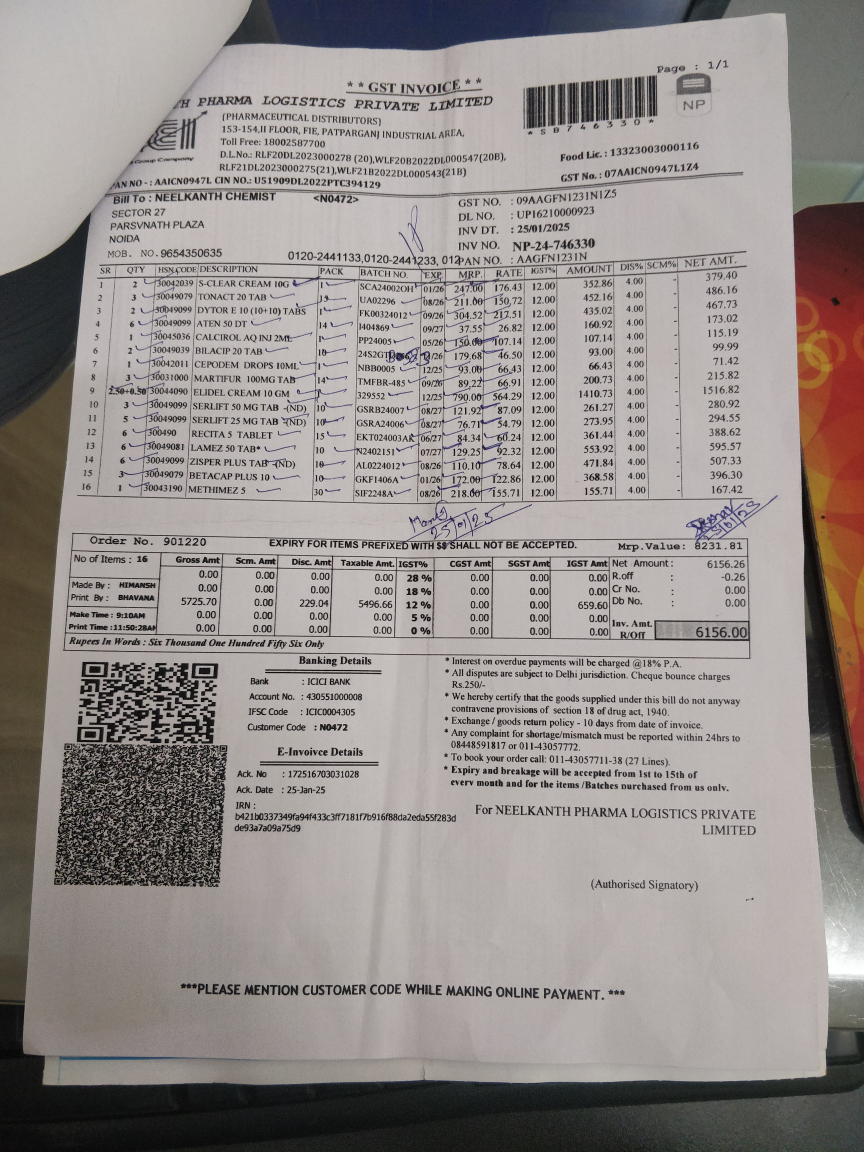 Page : 1/1
** GST INVOICE **
H PHARMA LOGISTICS PRIVATE LIMITED
NP
*SB746330*
(PHARMACEUTICAL DISTRIBUTORS)
153-154,II FLOOR, FIE, PATPARGANJ INDUSTRIAL AREA,
Toll Free: 18002587700
Group Company
D.L.No.: RLF20DL2023000278 (20),WLF20B2022DL000547(20B),
RLF21DL2023000275(21),WLF21B2022DL000543(21B)
Food Lic.: 13323003000116
GST No.: 07AAICN0947L1Z4
PAN NO - : AAICN0947L CIN NO.: U51909DL2022PTC394129
Bill To : NEELKANTH CHEMIST <N0472>
SECTOR 27
PARSVNATH PLAZA
NOIDA
MOB. NO. 9654350635 0120-2441133,0120-2441233, 012
GST NO. : 09AAGFN1231N1Z5
DL NO. : UP16210000923
INV DT. : 25/01/2025
INV NO. NP-24-746330
PAN NO. : AAGFN1231N
18
SR QTY HSN CODE DESCRIPTION PACK BATCH NO. EXP. MRP. RATE IGST% AMOUNT DIS% SCM% NET AMT.
1 2 30042039 S-CLEAR CREAM 10G 1 SCA24002OH 01/26 247.00 176.43 12.00 352.86 4.00 - 379.40
2 3 30049079 TONACT 20 TAB 15 UA02296 08/26 211.00 150.72 12.00 452.16 4.00 - 486.16
3 2 30049099 DYTOR E 10 (10+10) TABS 1 FK00324012 09/26 304.52 217.51 12.00 435.02 4.00 - 467.73
4 6 30049099 ATEN 50 DT 14 I404869 09/27 37.55 26.82 12.00 160.92 4.00 - 173.02
5 1 30045036 CALCIROL AQ INJ 2ML 1 PP24005 05/26 150.00 107.14 12.00 107.14 4.00 - 115.19
6 2 30049039 BILACIP 20 TAB 10 /26 46.50 12.00 93.00 4.00 - 99.99
7 1 30042011 CEPODEM DROPS 10ML 1 NBB0005 12/25 93.00 66.43 12.00 66.43 4.00 - 71.42
8 3 30031000 MARTIFUR 100MG TAB 14 TMFBR-485 09/26 89.22 66.91 12.00 200.73 4.00 - 215.82
9 2.50+0.50 30044090 ELIDEL CREAM 10 GM 1 329552 12/25 790.00 564.29 12.00 1410.73 4.00 - 1516.82
10 3 30049099 SERLIFT 50 MG TAB -(ND) 10 GSRB24007 08/27 121.92 87.09 12.00 261.27 4.00 - 280.92
11 5 30049099 SERLIFT 25 MG TAB -(ND) 10 GSRA24006 08/27 76.71 54.79 12.00 273.95 4.00 - 294.55
12 6 300490 RECITA 5 TABLET 15 EKT024003AR 06/27 84.34 60.24 12.00 361.44 4.00 - 388.62
13 6 30049081 LAMEZ 50 TAB* 10 N2402151 07/27 129.25 92.32 12.00 553.92 4.00 - 595.57
14 6 30049099 ZISPER PLUS TAB -(ND) 10 AL0224012 08/26 110.10 78.64 12.00 471.84 4.00 - 507.33
15 3 30049079 BETACAP PLUS 10 10 GKF1406A 01/26 172.00 122.86 12.00 368.58 4.00 - 396.30
16 1 30043190 METHIMEZ 5 30 SIF2248A 08/26 218.00 155.71 12.00 155.71 4.00 - 167.42
25/01/25
Order No. 901220 EXPIRY FOR ITEMS PREFIXED WITH $$ SHALL NOT BE ACCEPTED. Mrp.Value: 8231.81
No of Items : 16 Gross Amt Scm. Amt Disc. Amt Taxable Amt. IGST% CGST Amt SGST Amt IGST Amt Net Amount: 6156.26
0.00 0.00 0.00 0.00 28 % 0.00 0.00 0.00 R.off : -0.26
Made By : HIMANSH 0.00 0.00 0.00 0.00 18 % 0.00 0.00 0.00 Cr No. : 0.00
Print By : BHAVANA 5725.70 0.00 229.04 5496.66 12 % 0.00 0.00 659.60 Db No. : 0.00
Make Time : 9:10AM 0.00 0.00 0.00 0.00 5 % 0.00 0.00 0.00
Print Time :11:50:28AM 0.00 0.00 0.00 0.00 0 % 0.00 0.00 0.00 Inv. Amt. R/Off 6156.00
Rupees In Words : Six Thousand One Hundred Fifty Six Only
Banking Details
Bank : ICICI BANK
Account No. : 430551000008
IFSC Code : ICIC0004305
Customer Code : N0472
E-Invoivce Details
Ack. No : 172516703031028
Ack. Date : 25-Jan-25
IRN :
b421b0337349fa94f433c3ff7181f7b916f88da2eda55f283d
de93a7a09a75d9
* Interest on overdue payments will be charged @18% P.A.
* All disputes are subject to Delhi jurisdiction. Cheque bounce charges
Rs.250/-
* We hereby certify that the goods supplied under this bill do not anyway
contravene provisions of section 18 of drug act, 1940.
* Exchange / goods return policy - 10 days from date of invoice.
* Any complaint for shortage/mismatch must be reported within 24hrs to
08448591817 or 011-43057772.
* To book your order call: 011-43057711-38 (27 Lines).
* Expiry and breakage will be accepted from 1st to 15th of
every month and for the items /Batches purchased from us only.
For NEELKANTH PHARMA LOGISTICS PRIVATE
LIMITED
(Authorised Signatory)
***PLEASE MENTION CUSTOMER CODE WHILE MAKING ONLINE PAYMENT. ***